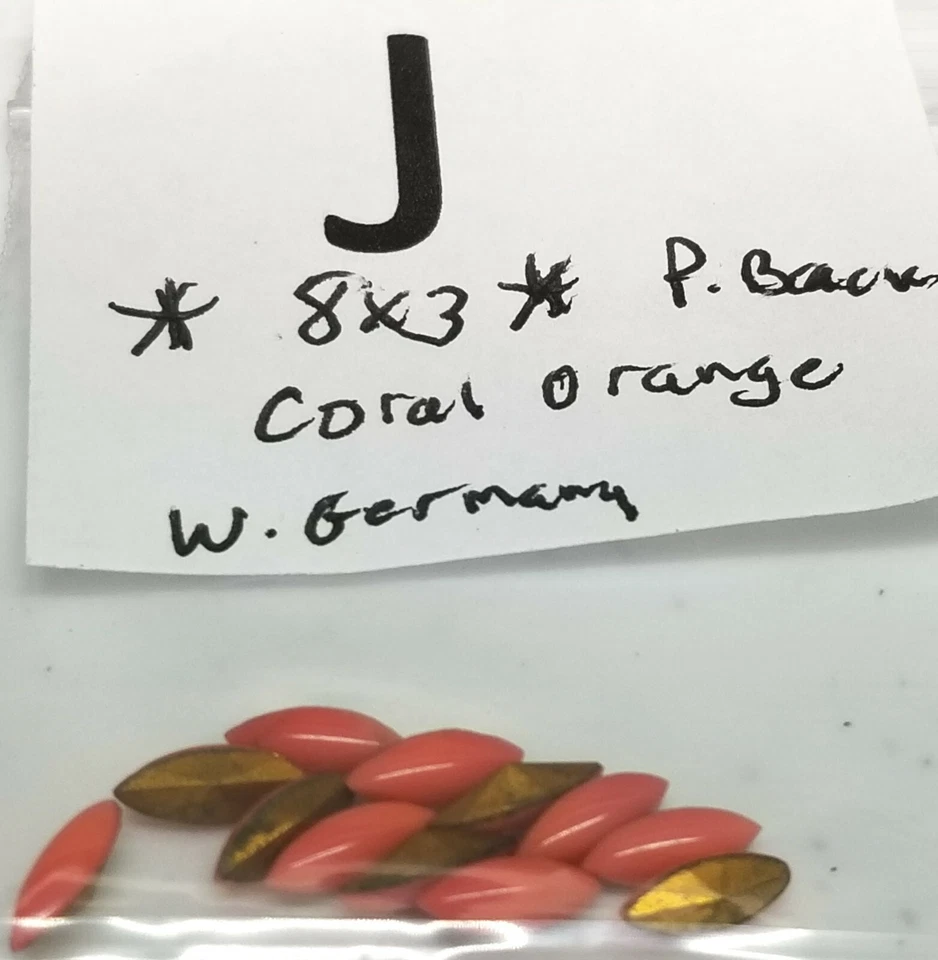 J
* 8x3 * P.
Coral Orange
W. Germany